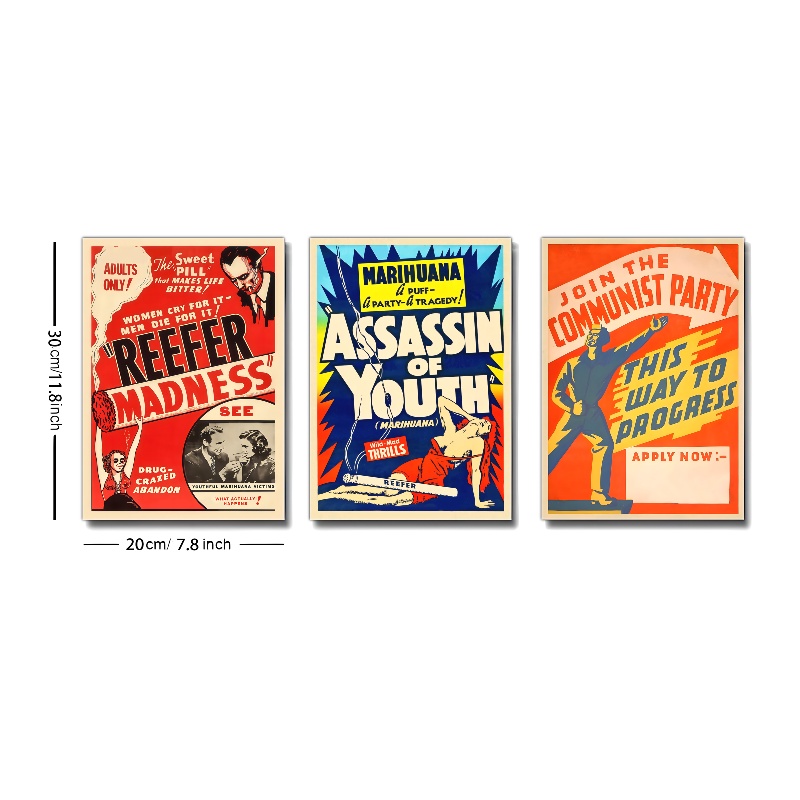 30cm/11.8inch
20cm/ 7.8 inch
ADULTS
ONLY!
The Sweet
"PILL"
that MAKES LIFE
BITTER!
WOMEN CRY FOR IT-
MEN DIE FOR IT!
"REEFER
MADNESS"
SEE
DRUG-
CRAZED
ABANDON
YOUTHFUL MARIHUANA VICTIMS
WHAT ACTUALLY
HAPPENS!
MARIHUANA
A PUFF-
A PARTY-A TRAGEDY!
"ASSASSIN
OF
YOUTH"
(MARIHUANA)
Wild Mad
THRILLS
REEFER
JOIN THE
COMMUNIST PARTY
THIS
WAY TO
PROGRESS
APPLY NOW:-